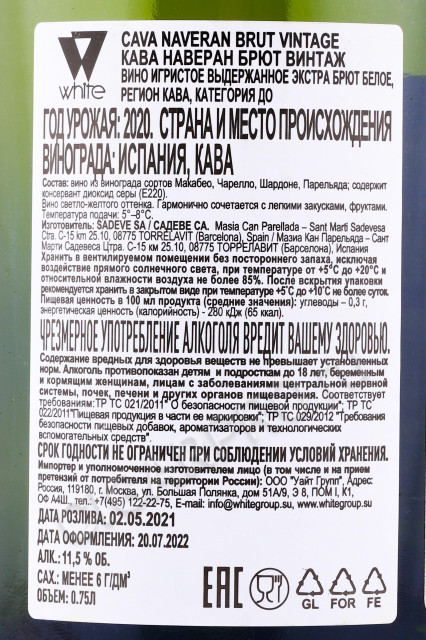 white
CAVA NAVERAN BRUT VINTAGE
КАВА НАВЕРАН БРЮТ ВИНТАЖ
ВИНО ИГРИСТОЕ ВЫДЕРЖАННОЕ ЭКСТРА БРЮТ БЕЛОЕ,
РЕГИОН КАВА, КАТЕГОРИЯ DO
ГОД УРОЖАЯ: 2020. СТРАНА И МЕСТО ПРОИСХОЖДЕНИЯ
ВИНОГРАДА: ИСПАНИЯ, КАВА
Состав: вино из винограда сортов Макабео, Чарелло, Шардоне, Парельяда; содержит
консервант диоксид серы (Е220).
Вино светло-желтого оттенка. Гармонично сочетается с легкими закусками, фруктами.
Температура подачи: 5°–8°С.
Изготовитель: SADEVE SA / САДЕВЕ СА. Masia Can Parellada – Sant Marti Sadevesa
Ctra. C-15 km 25.10, 08775 TORRELAVIT (Barcelona), Spain / Мазиа Кан Парельяда – Сант
Марти Садевеса Цтра. С-15 км 25.10, 08775 ТОРРЕЛАВИТ (Барселона), Испания
Хранить в вентилируемом помещении без постороннего запаха, исключая
воздействие прямого солнечного света, при температуре от +5°С до +20°С и
относительной влажности воздуха не более 85%. После вскрытия упаковки
рекомендуется хранить в закрытом виде при температуре +5°С до +10°С не более суток.
Пищевая ценность в 100 мл продукта (средние значения): углеводы – 0,3 г,
энергетическая ценность (калорийность) - 280 кДж (65 ккал).
ЧРЕЗМЕРНОЕ УПОТРЕБЛЕНИЕ АЛКОГОЛЯ ВРЕДИТ ВАШЕМУ ЗДОРОВЬЮ.
Содержание вредных для здоровья веществ не превышает установленных
норм. Алкоголь противопоказан детям и подросткам до 18 лет, беременным
и кормящим женщинам, лицам с заболеваниями центральной нервной
системы, почек, печени и других органов пищеварения. Соответствует
требованиям: ТР ТС 021/2011" О безопасности пищевой продукции"; ТР ТС
022/2011"Пищевая продукция в части ее маркировки"; ТР ТС 029/2012 "Требования
безопасности пищевых добавок, ароматизаторов и технологических
вспомогательных средств".
СРОК ГОДНОСТИ НЕ ОГРАНИЧЕН ПРИ СОБЛЮДЕНИИ УСЛОВИЙ ХРАНЕНИЯ.
Импортер и уполномоченное изготовителем лицо (в том числе и на прием
претензий от потребителя на территории России): ООО "Уайт Групп". Адрес:
Россия, 119180, г. Москва, ул. Большая Полянка, дом 51А/9, Э 8, ПОМ I, К1,
ОФ А4Ш., тел.: +7(495) 122-22-75, E-mail: info@whitegroup.su, www.whitegroup.su
ДАТА РОЗЛИВА: 02.05.2021
ДАТА ОФОРМЛЕНИЯ: 20.07.2022
АЛК.: 11,5 % ОБ.
САХ.: МЕНЕЕ 6 Г/ДМ³
ОБЪЕМ: 0.75Л
EAC
GL FOR FE